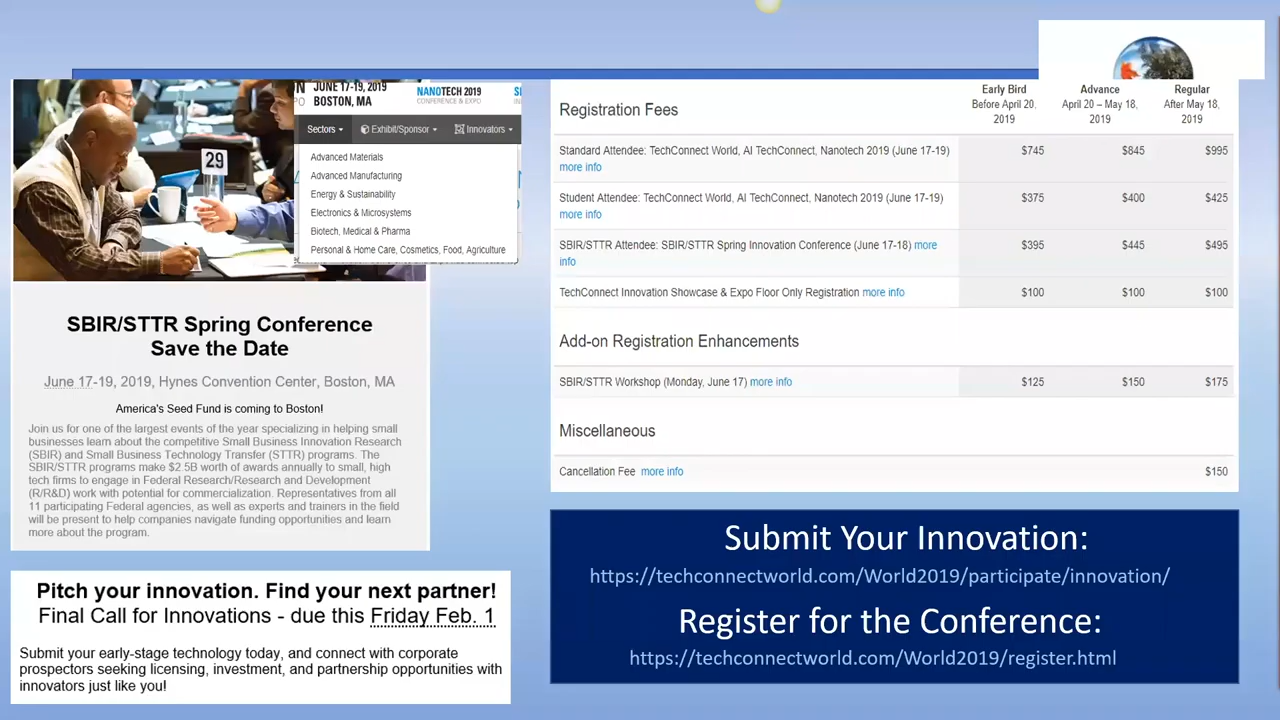 JUNE 17-19, 2019
BOSTON, MA
NANOTECH 2019
CONFERENCE & EXPO
Sectors
Exhibit/Sponsor
Innovators
Advanced Materials
Advanced Manufacturing
Energy & Sustainability
Electronics & Microsystems
Biotech, Medical & Pharma
Personal & Home Care, Cosmetics, Food, Agriculture
29
SBIR/STTR Spring Conference
Save the Date
June 17-19, 2019, Hynes Convention Center, Boston, MA
America's Seed Fund is coming to Boston!
Join us for one of the largest events of the year specializing in helping small
businesses learn about the competitive Small Business Innovation Research
(SBIR) and Small Business Technology Transfer (STTR) programs. The
SBIR/STTR programs make $2.5B worth of awards annually to small, high
tech firms to engage in Federal Research/Research and Development
(R/R&D) work with potential for commercialization. Representatives from all
11 participating Federal agencies, as well as experts and trainers in the field
will be present to help companies navigate funding opportunities and learn
more about the program.
Pitch your innovation. Find your next partner!
Final Call for Innovations - due this Friday Feb. 1
Submit your early-stage technology today, and connect with corporate
prospectors seeking licensing, investment, and partnership opportunities with
innovators just like you!
Registration Fees
Early Bird
Before April 20,
2019
Advance
April 20 – May 18,
2019
Regular
After May 18,
2019
Standard Attendee: TechConnect World, AI TechConnect, Nanotech 2019 (June 17-19)
more info
$745 $845 $995
Student Attendee: TechConnect World, AI TechConnect, Nanotech 2019 (June 17-19)
more info
$375 $400 $425
SBIR/STTR Attendee: SBIR/STTR Spring Innovation Conference (June 17-18) more
info
$395 $445 $495
TechConnect Innovation Showcase & Expo Floor Only Registration more info $100 $100 $100
Add-on Registration Enhancements
SBIR/STTR Workshop (Monday, June 17) more info $125 $150 $175
Miscellaneous
Cancellation Fee more info $150
Submit Your Innovation:
https://techconnectworld.com/World2019/participate/innovation/
Register for the Conference:
https://techconnectworld.com/World2019/register.html